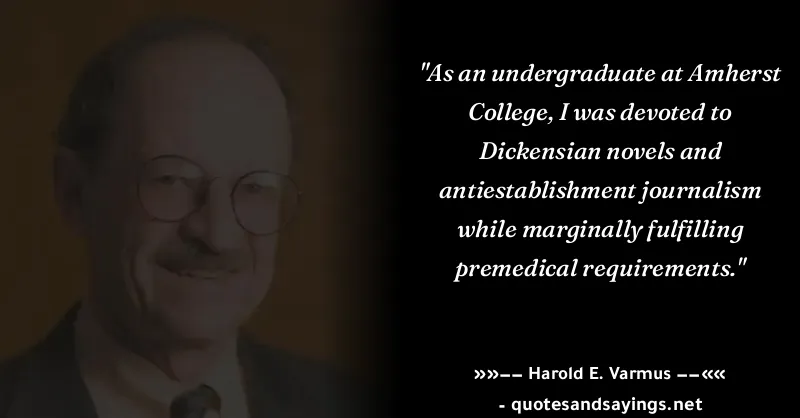 "As an undergraduate at Amherst
College, I was devoted to
Dickensian novels and
antiestablishment journalism
while marginally fulfilling
premedical requirements."
»»−− Harold E. Varmus −−««
- quotesandsayings.net